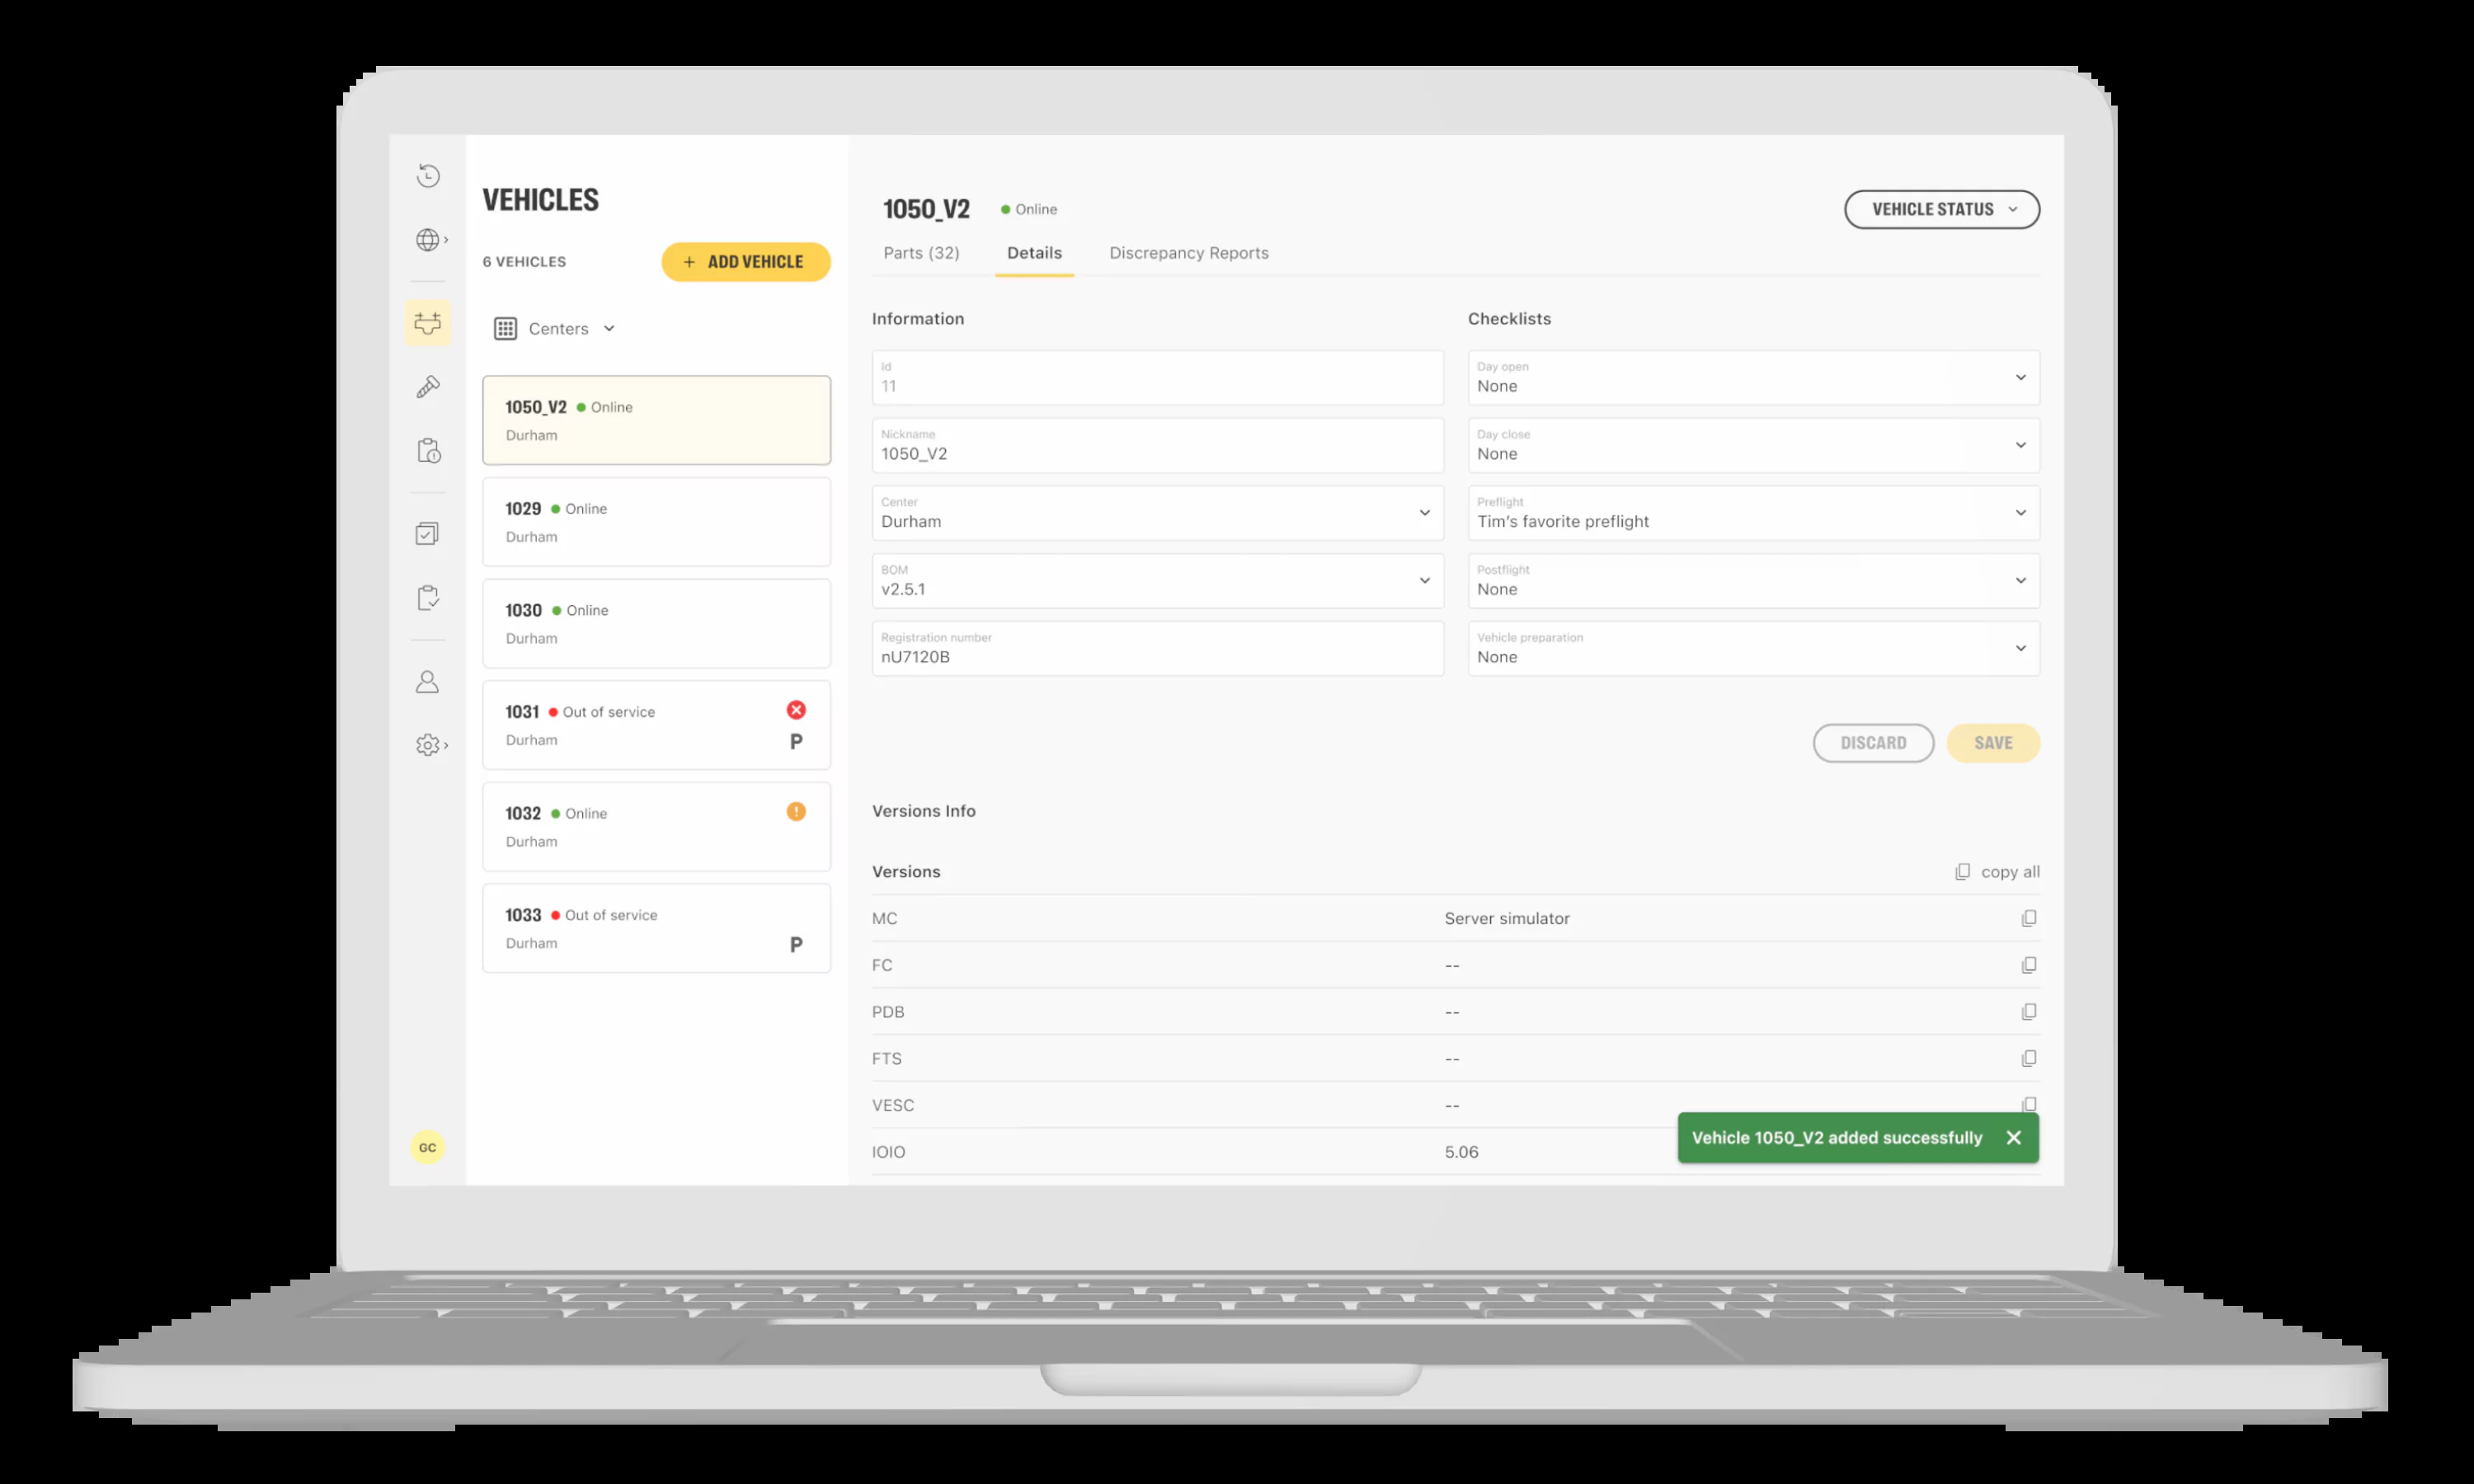 VEHICLES
6 VEHICLES
+ ADD VEHICLE
Centers
1050_V2 Online
Durham
1029 Online
Durham
1030 Online
Durham
1031 Out of service
Durham
P
1032 Online
Durham
1033 Out of service
Durham
P
GC
1050_V2 Online
VEHICLE STATUS
Parts (32) Details Discrepancy Reports
Information
Id
11
Nickname
1050_V2
Center
Durham
BOM
v2.5.1
Registration number
nU7120B
Checklists
Day open
None
Day close
None
Preflight
Tim's favorite preflight
Postflight
None
Vehicle preparation
None
DISCARD SAVE
Versions Info
Versions copy all
MC Server simulator
FC --
PDB --
FTS --
VESC --
IOIO 5.06
Vehicle 1050_V2 added successfully